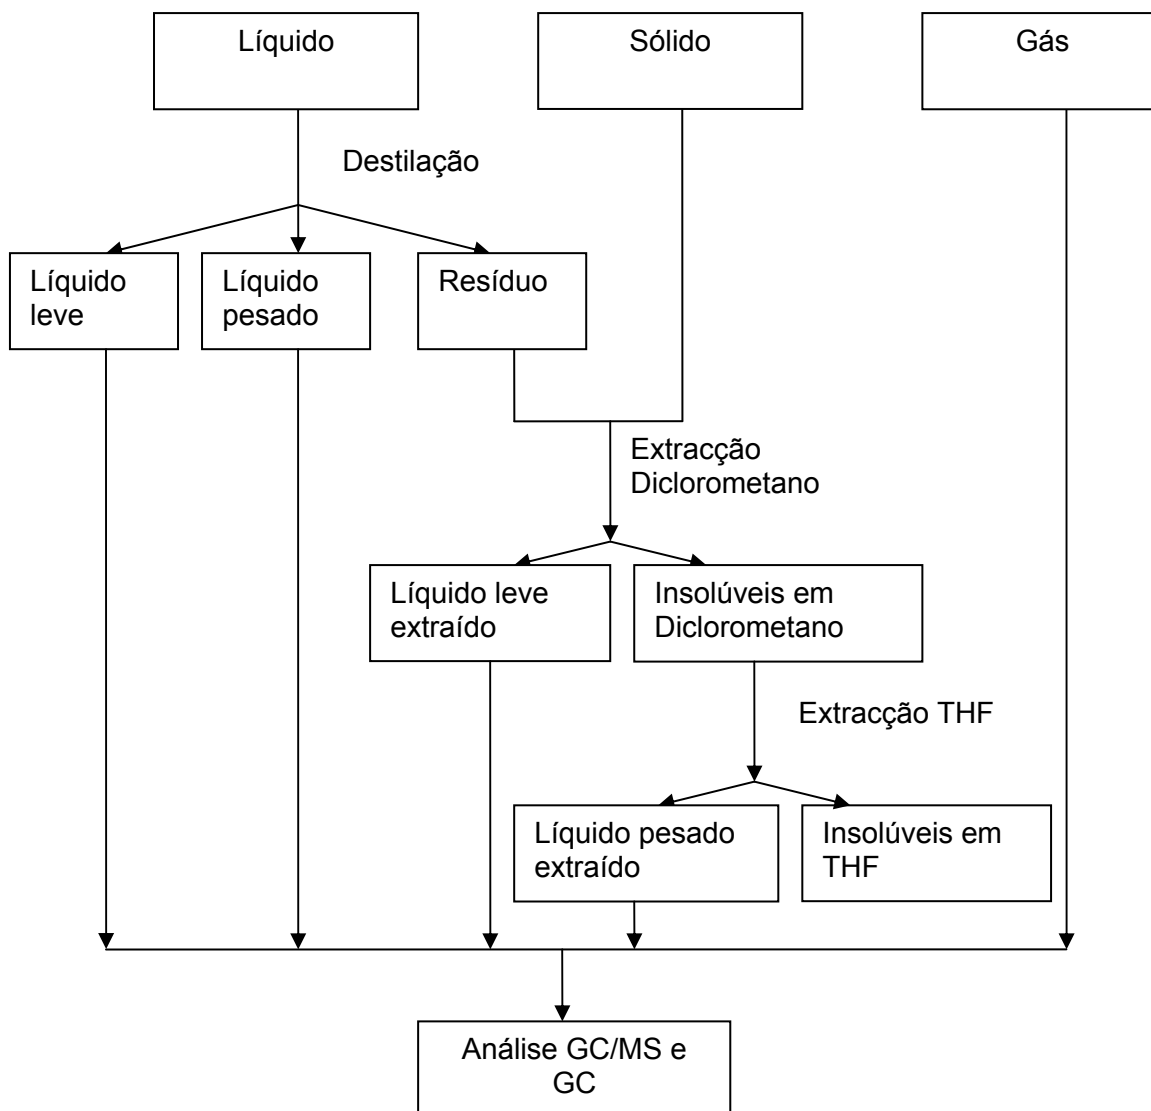 Líquido
Sólido
Gás
Destilação
Líquido
leve
Líquido
pesado
Resíduo
Extracção
Diclorometano
Líquido leve
extraído
Insolúveis em
Diclorometano
Extracção THF
Líquido pesado
extraído
Insolúveis em
THF
Análise GC/MS e
GC